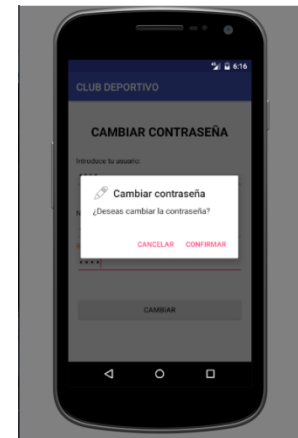 6:16
CLUB DEPORTIVO
CAMBIAR CONTRASEÑA
Introduce tu usuario:
Cambiar contraseña
¿Deseas cambiar la contraseña?
CANCELAR CONFIRMAR
CAMBIAR